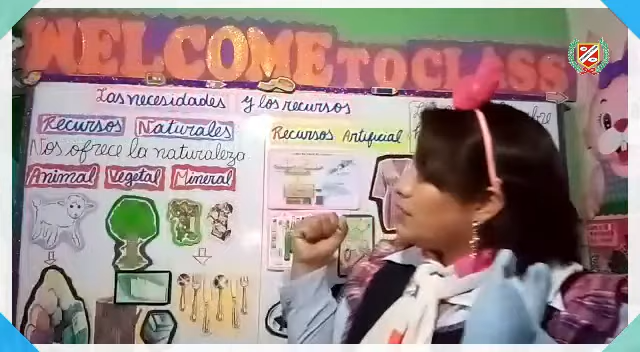 WELCOME TO CLASS
Las necesidades y los recursos
Recursos Naturales
Nos ofrece la naturaleza
Animal Vegetal Mineral
Recursos Artificial